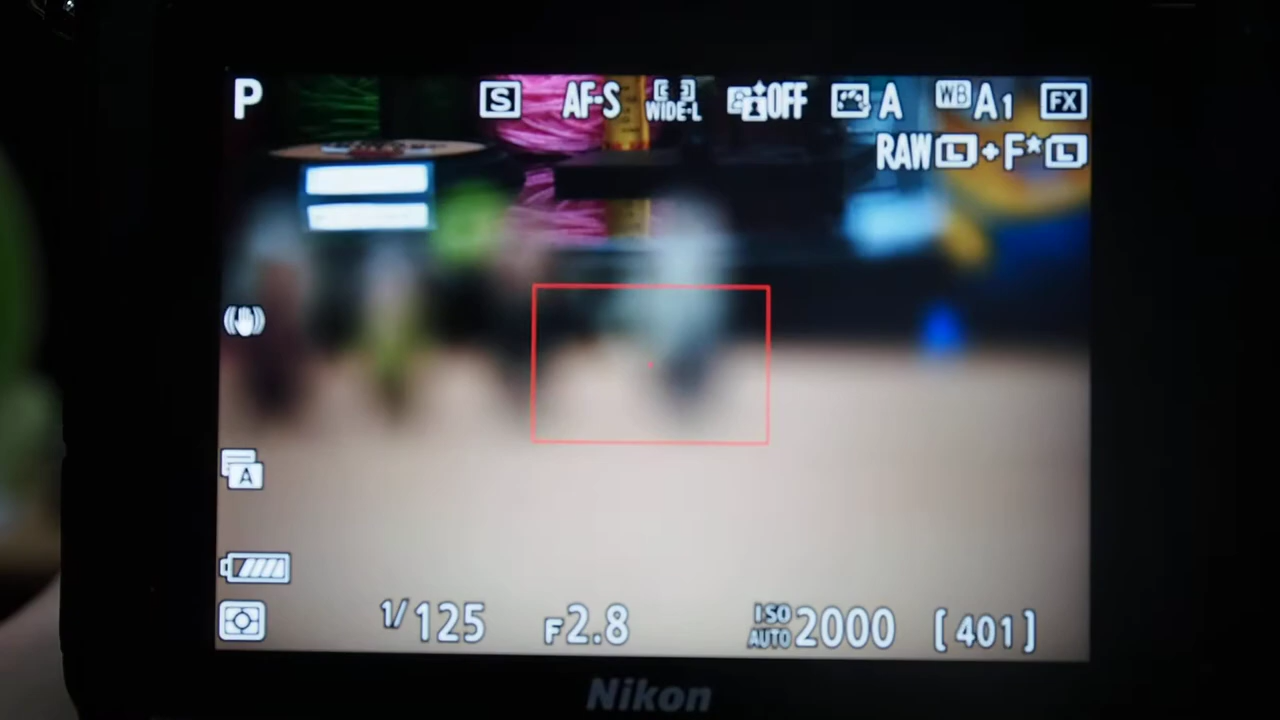 P S AF-S WIDE-L OFF A WB A1 FX
RAW L + F★ L
A
1/125 F2.8 ISO AUTO 2000 [401]
Nikon